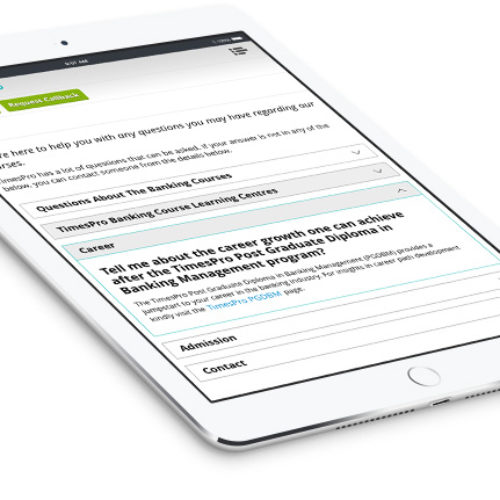 9:01 AM
Request Callback
re here to help you with any questions you may have regarding our
rses.
TimesPro has a lot of questions that can be asked. If your answer is not in any of the
below, you can contact someone from the details below.
Questions About The Banking Courses
TimesPro Banking Course Learning Centres
Career
Tell me about the career growth one can achieve
after the TimesPro Post Graduate Diploma in
Banking Management program?
The TimesPro Post Graduate Diploma in Banking Management (PGDBM) provides a
jumpstart to your career in the banking industry. For insights in career path development
kindly visit the TimesPro PGDBM page.
Admission
Contact